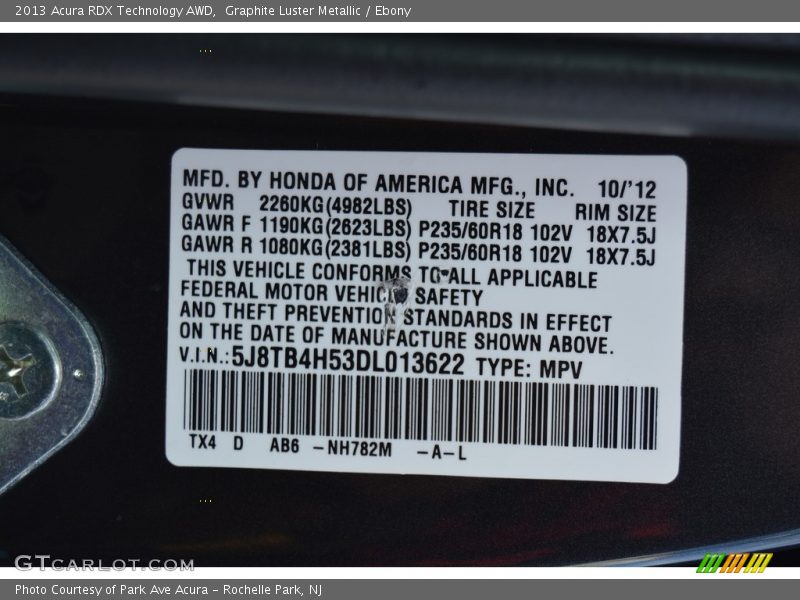 2013 Acura RDX Technology AWD,  Graphite Luster Metallic / Ebony
MFD. BY HONDA OF AMERICA MFG., INC. 10/'12
GVWR 2260KG(4982LBS) TIRE SIZE RIM SIZE
GAWR F 1190KG(2623LBS) P235/60R18 102V 18X7.5J
GAWR R 1080KG(2381LBS) P235/60R18 102V 18X7.5J
THIS VEHICLE CONFORMS TO ALL APPLICABLE
FEDERAL MOTOR VEHICLE SAFETY
AND THEFT PREVENTION STANDARDS IN EFFECT
ON THE DATE OF MANUFACTURE SHOWN ABOVE.
V.I.N.:5J8TB4H53DL013622 TYPE: MPV
TX4 D AB6 -NH782M -A-L
GTCARLOT.COM
Photo Courtesy of Park Ave Acura - Rochelle Park, NJ